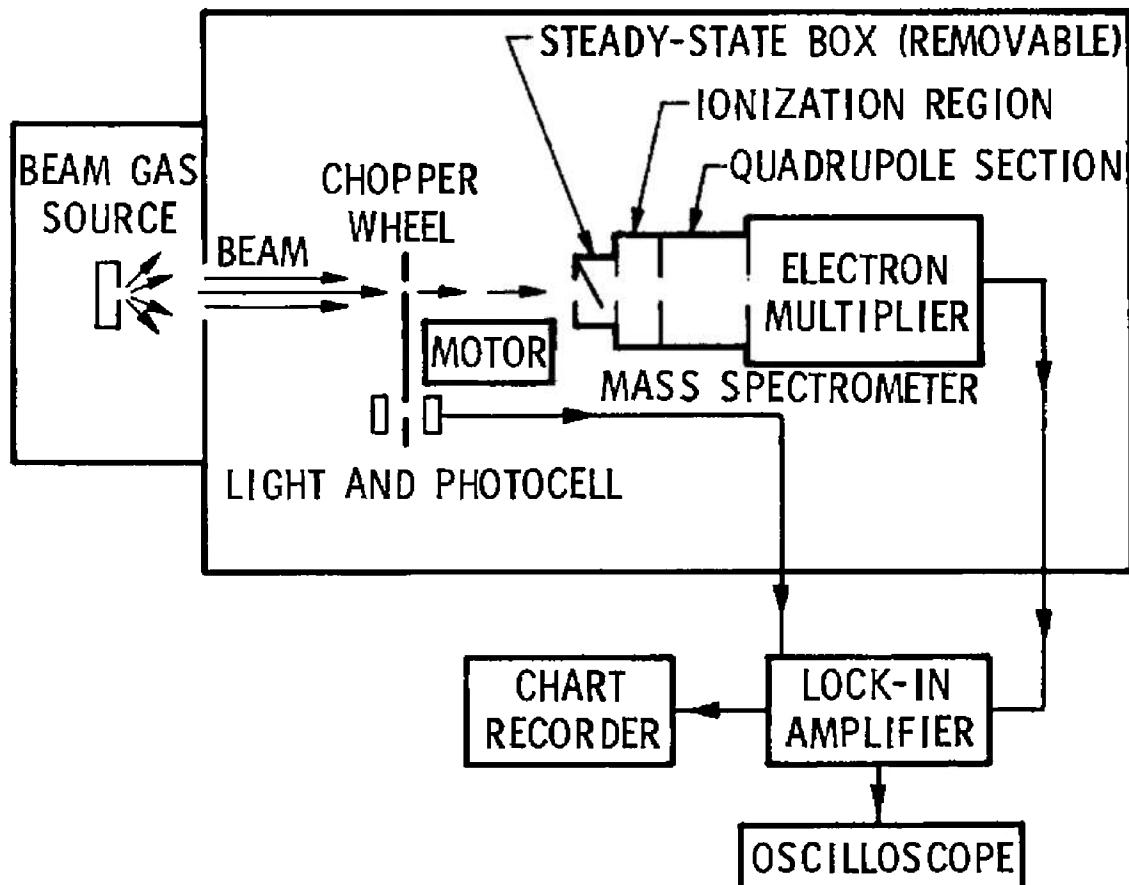 STEADY-STATE BOX (REMOVABLE)
IONIZATION REGION
QUADRUPOLE SECTION
BEAM GAS
SOURCE
CHOPPER
WHEEL
BEAM
ELECTRON
MULTIPLIER
MOTOR
MASS SPECTROMETER
LIGHT AND PHOTOCELL
CHART
RECORDER
LOCK-IN
AMPLIFIER
OSCILLOSCOPE